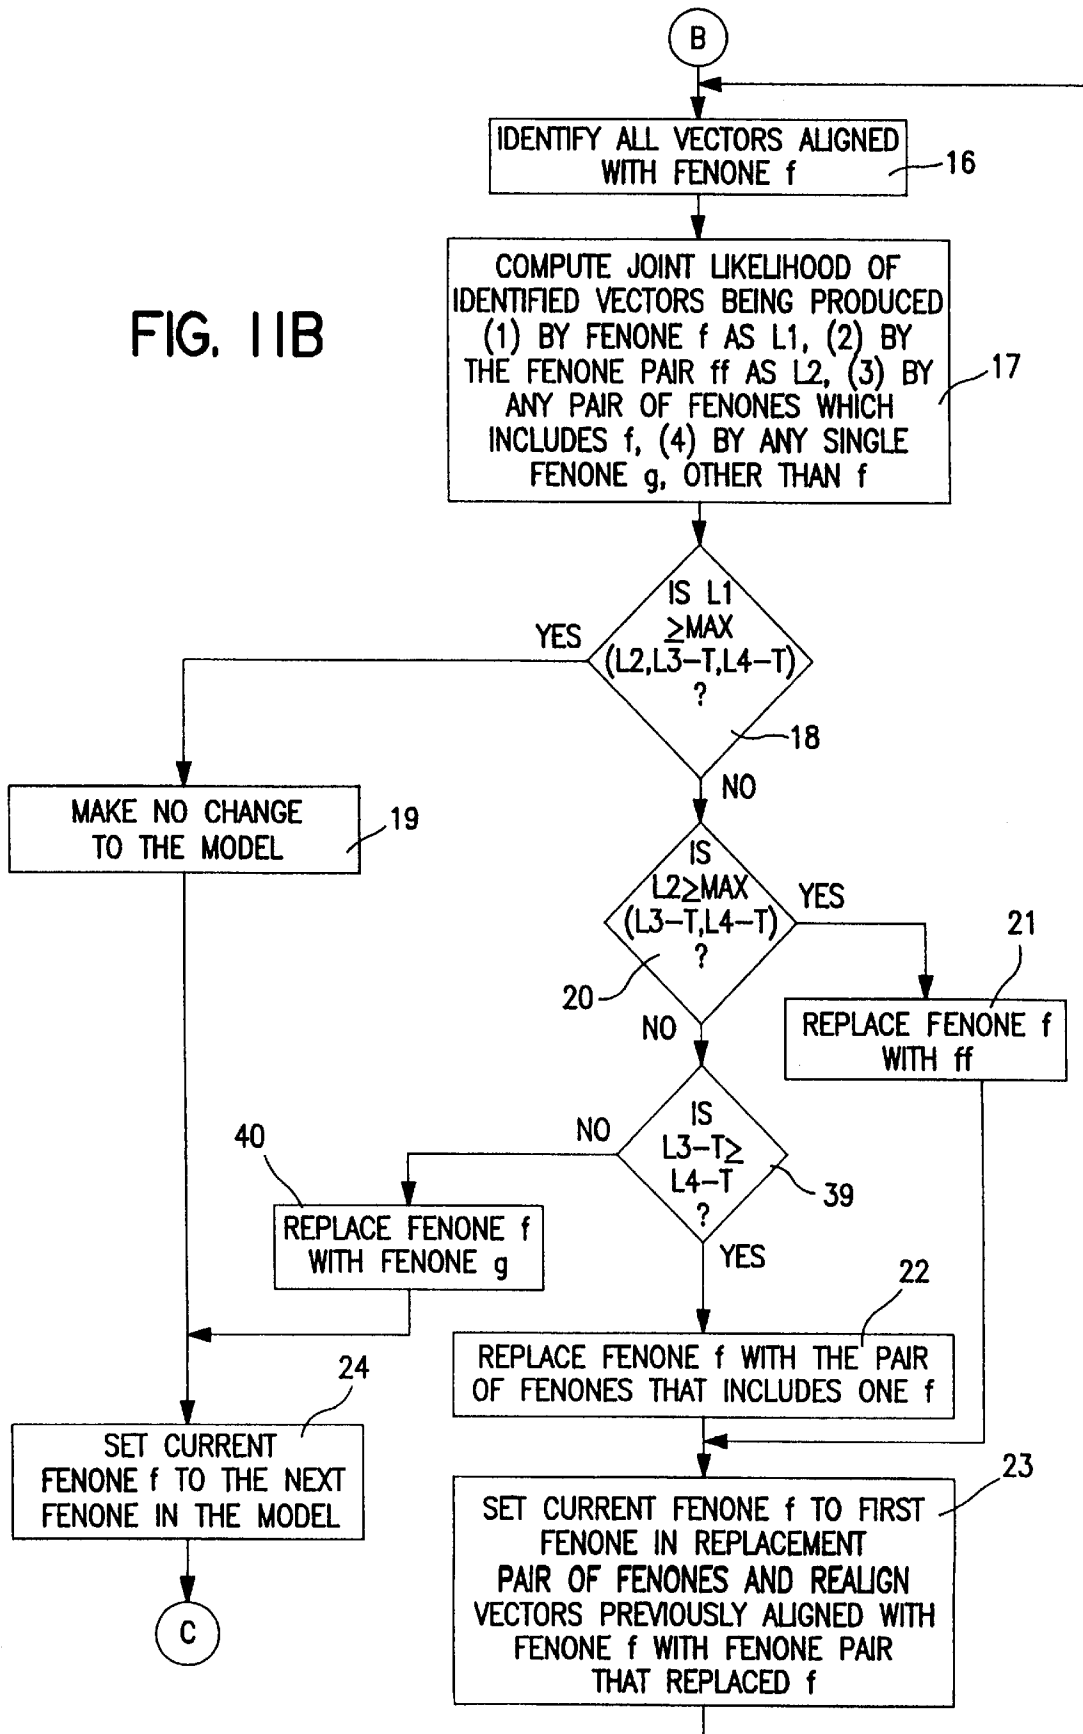 B
IDENTIFY ALL VECTORS ALIGNED
WITH FENONE f
16
FIG. 11B
COMPUTE JOINT LIKELIHOOD OF
IDENTIFIED VECTORS BEING PRODUCED
(1) BY FENONE f AS L1, (2) BY
THE FENONE PAIR ff AS L2, (3) BY
ANY PAIR OF FENONES WHICH
INCLUDES f, (4) BY ANY SINGLE
FENONE g, OTHER THAN f
17
IS L1
≥MAX
(L2,L3-T,L4-T)
?
18
YES
NO
MAKE NO CHANGE
TO THE MODEL
19
IS
L2≥MAX
(L3-T,L4-T)
?
20
YES
NO
21
REPLACE FENONE f
WITH ff
IS
L3-T≥
L4-T
?
39
NO
YES
40
REPLACE FENONE f
WITH FENONE g
22
REPLACE FENONE f WITH THE PAIR
OF FENONES THAT INCLUDES ONE f
24
SET CURRENT
FENONE f TO THE NEXT
FENONE IN THE MODEL
23
SET CURRENT FENONE f TO FIRST
FENONE IN REPLACEMENT
PAIR OF FENONES AND REALIGN
VECTORS PREVIOUSLY ALIGNED WITH
FENONE f WITH FENONE PAIR
THAT REPLACED f
C